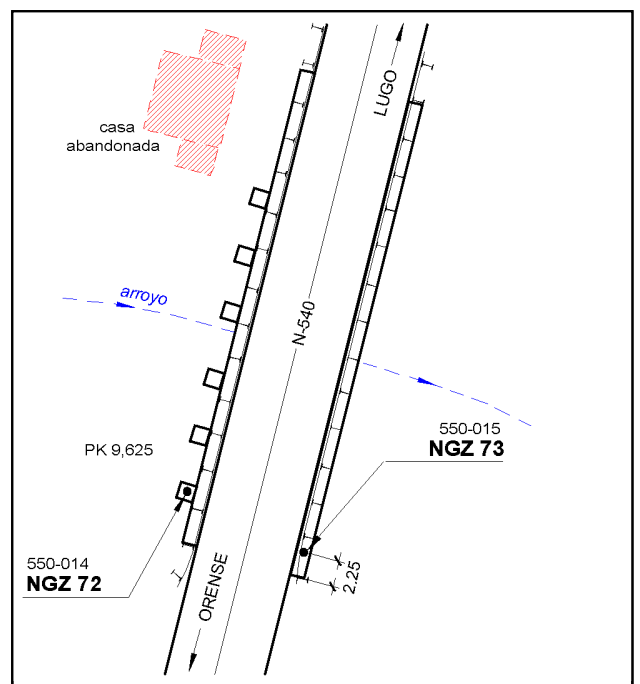 LUGO
casa
abandonada
arroyo
N-540
550-015
NGZ 73
PK 9,625
550-014
NGZ 72
2.25
ORENSE